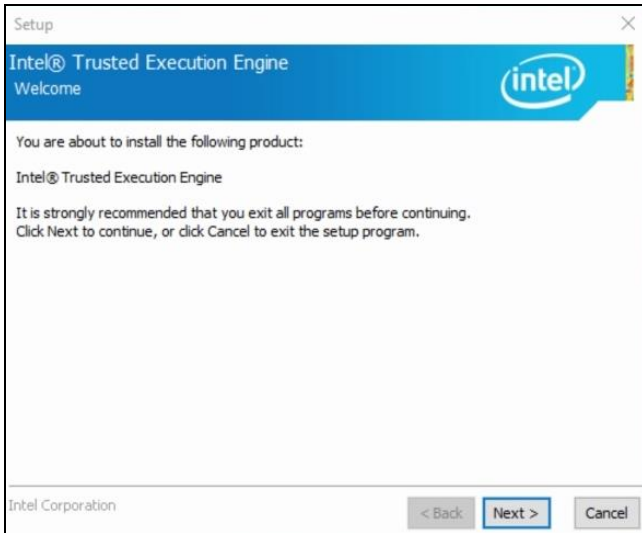 Setup
Intel® Trusted Execution Engine
Welcome
intel
You are about to install the following product:
Intel® Trusted Execution Engine
It is strongly recommended that you exit all programs before continuing.
Click Next to continue, or click Cancel to exit the setup program.
Intel Corporation
< Back Next > Cancel